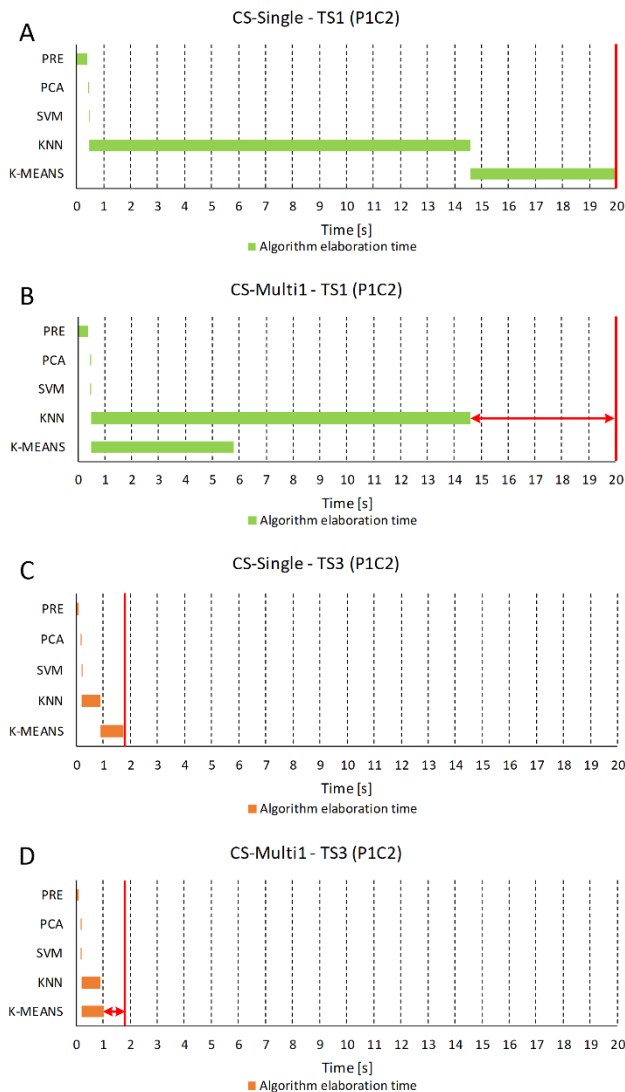 A
CS-Single - TS1 (P1C2)
PRE
PCA
SVM
KNN
K-MEANS
0 1 2 3 4 5 6 7 8 9 10 11 12 13 14 15 16 17 18 19 20
Time [s]
Algorithm elaboration time
B
CS-Multi1 - TS1 (P1C2)
PRE
PCA
SVM
KNN
K-MEANS
0 1 2 3 4 5 6 7 8 9 10 11 12 13 14 15 16 17 18 19 20
Time [s]
Algorithm elaboration time
C
CS-Single - TS3 (P1C2)
PRE
PCA
SVM
KNN
K-MEANS
0 1 2 3 4 5 6 7 8 9 10 11 12 13 14 15 16 17 18 19 20
Time [s]
Algorithm elaboration time
D
CS-Multi1 - TS3 (P1C2)
PRE
PCA
SVM
KNN
K-MEANS
0 1 2 3 4 5 6 7 8 9 10 11 12 13 14 15 16 17 18 19 20
Time [s]
Algorithm elaboration time